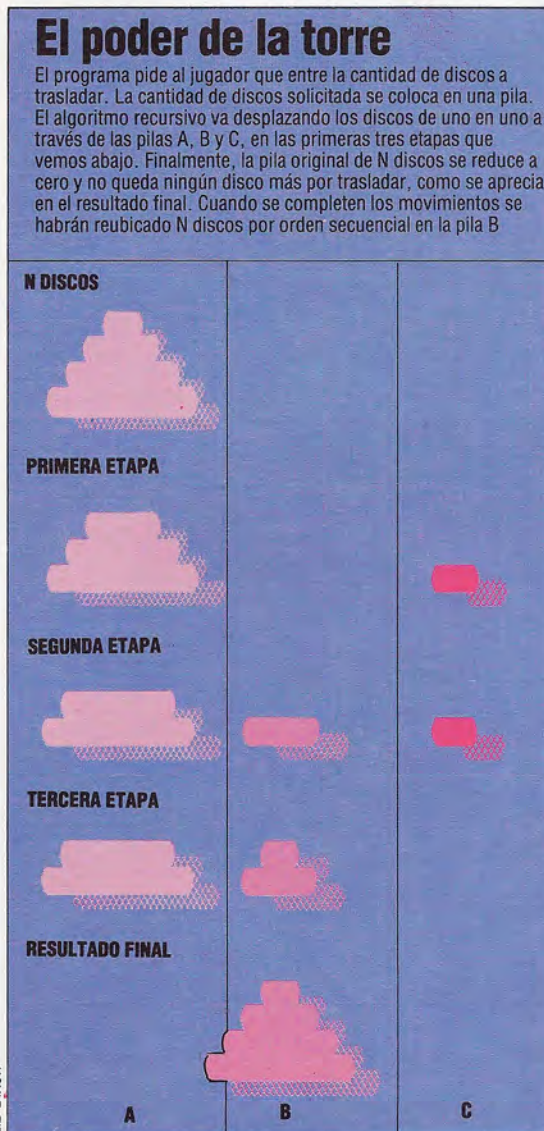 El poder de la torre
El programa pide al jugador que entre la cantidad de discos a
trasladar. La cantidad de discos solicitada se coloca en una pila.
El algoritmo recursivo va desplazando los discos de uno en uno a
través de las pilas A, B y C, en las primeras tres etapas que
vemos abajo. Finalmente, la pila original de N discos se reduce a
cero y no queda ningún disco más por trasladar, como se aprecia
en el resultado final. Cuando se completen los movimientos se
habrán reubicado N discos por orden secuencial en la pila B
N DISCOS
PRIMERA ETAPA
SEGUNDA ETAPA
TERCERA ETAPA
RESULTADO FINAL
A B C